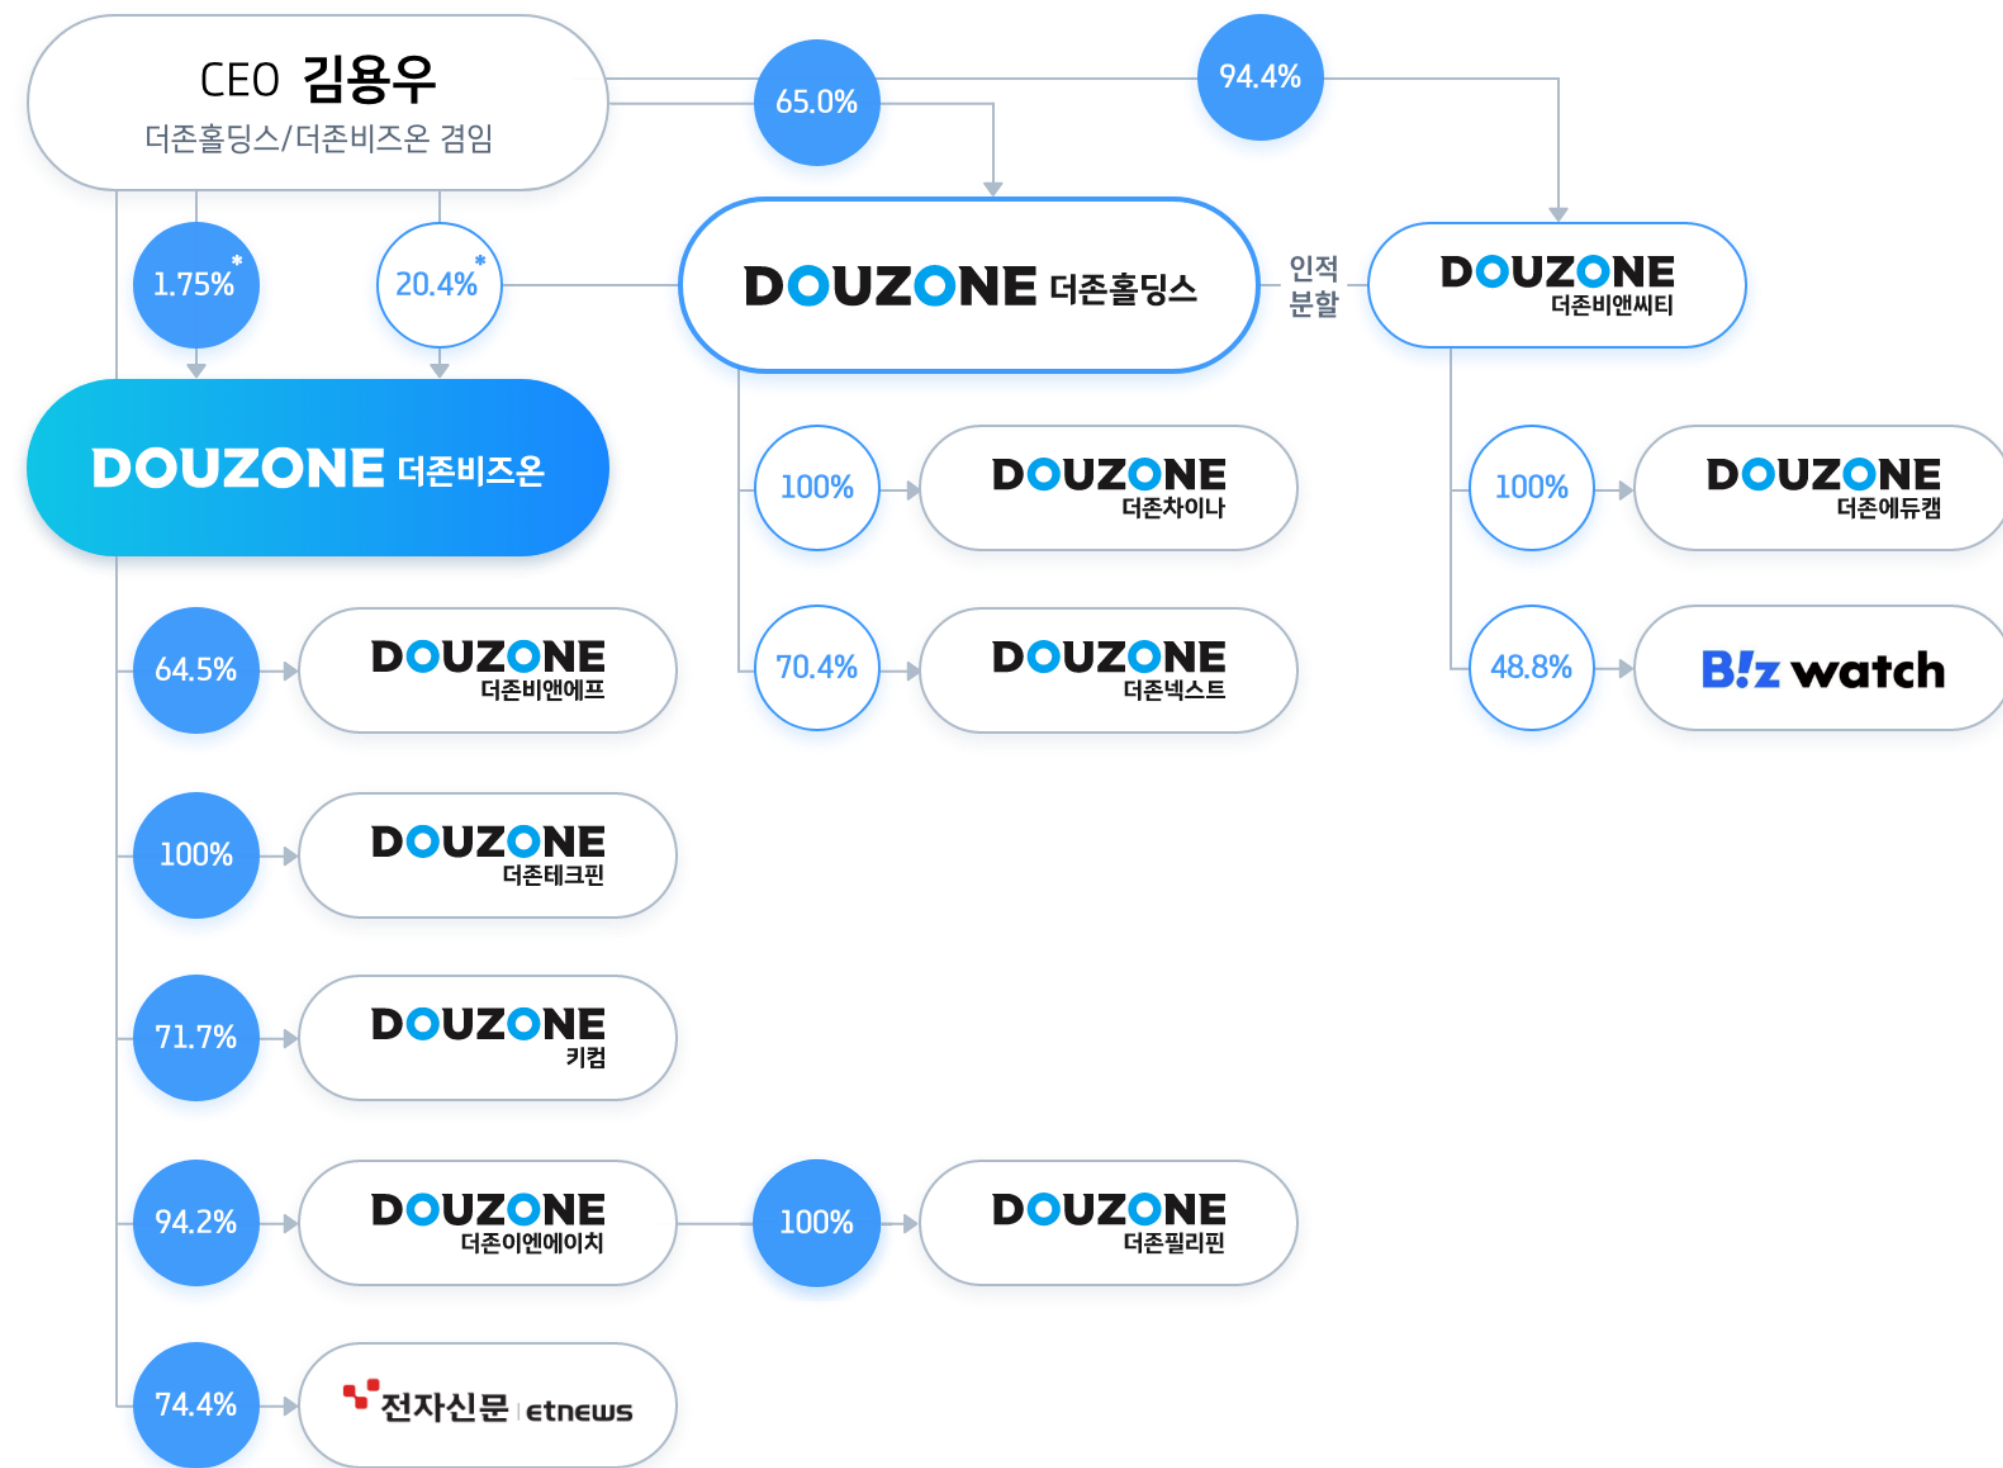 CEO 김용우
더존홀딩스/더존비즈온 겸임
65.0%
94.4%
1.75%*
20.4%*
DOUZONE 더존홀딩스
인적
분할
DOUZONE
더존비앤씨티
DOUZONE 더존비즈온
100%
DOUZONE
더존차이나
100%
DOUZONE
더존에듀캠
64.5%
DOUZONE
더존비앤에프
70.4%
DOUZONE
더존넥스트
48.8%
B!z watch
100%
DOUZONE
더존테크핀
71.7%
DOUZONE
키컴
94.2%
DOUZONE
더존이엔에이치
100%
DOUZONE
더존필리핀
74.4%
전자신문 | etnews